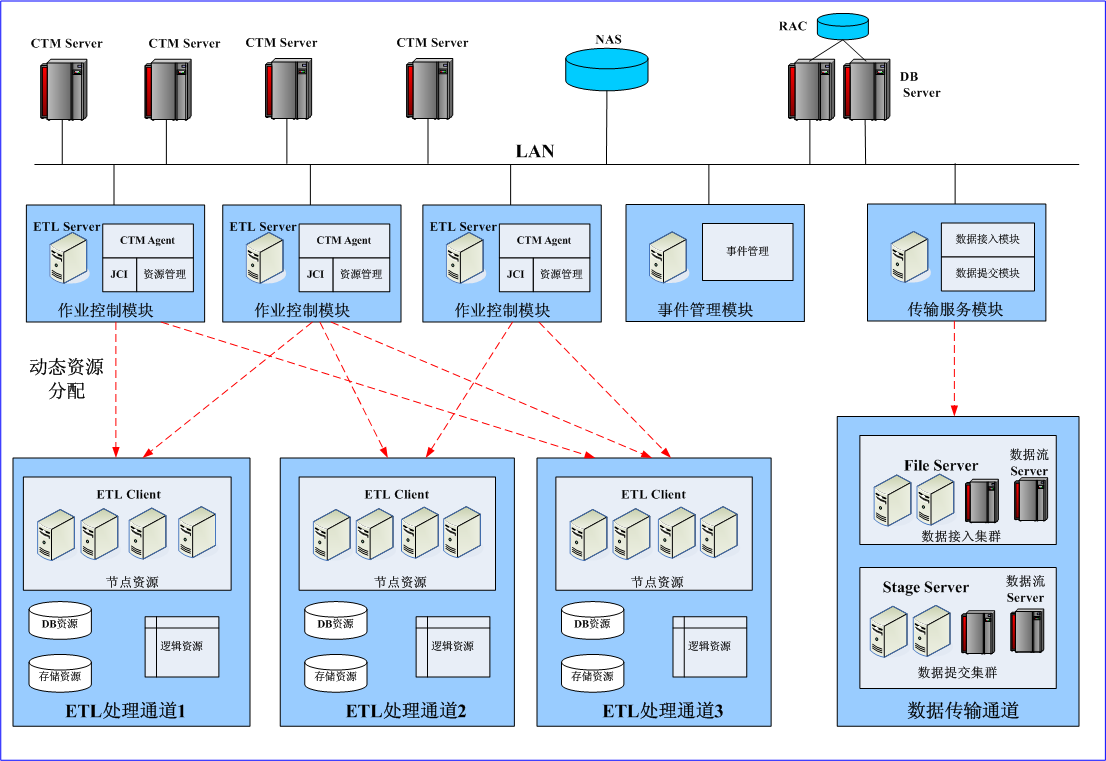 CTM Server
CTM Server
CTM Server
CTM Server
NAS
RAC
DB
Server
LAN
ETL Server
CTM Agent
JCI
资源管理
作业控制模块
ETL Server
CTM Agent
JCI
资源管理
作业控制模块
ETL Server
CTM Agent
JCI
资源管理
作业控制模块
事件管理
事件管理模块
数据接入模块
数据提交模块
传输服务模块
动态资源
分配
ETL Client
节点资源
DB资源
存储资源
逻辑资源
ETL处理通道1
ETL Client
节点资源
DB资源
存储资源
逻辑资源
ETL处理通道2
ETL Client
节点资源
DB资源
存储资源
逻辑资源
ETL处理通道3
File Server
数据流
Server
数据接入集群
Stage Server
数据流
Server
数据提交集群
数据传输通道